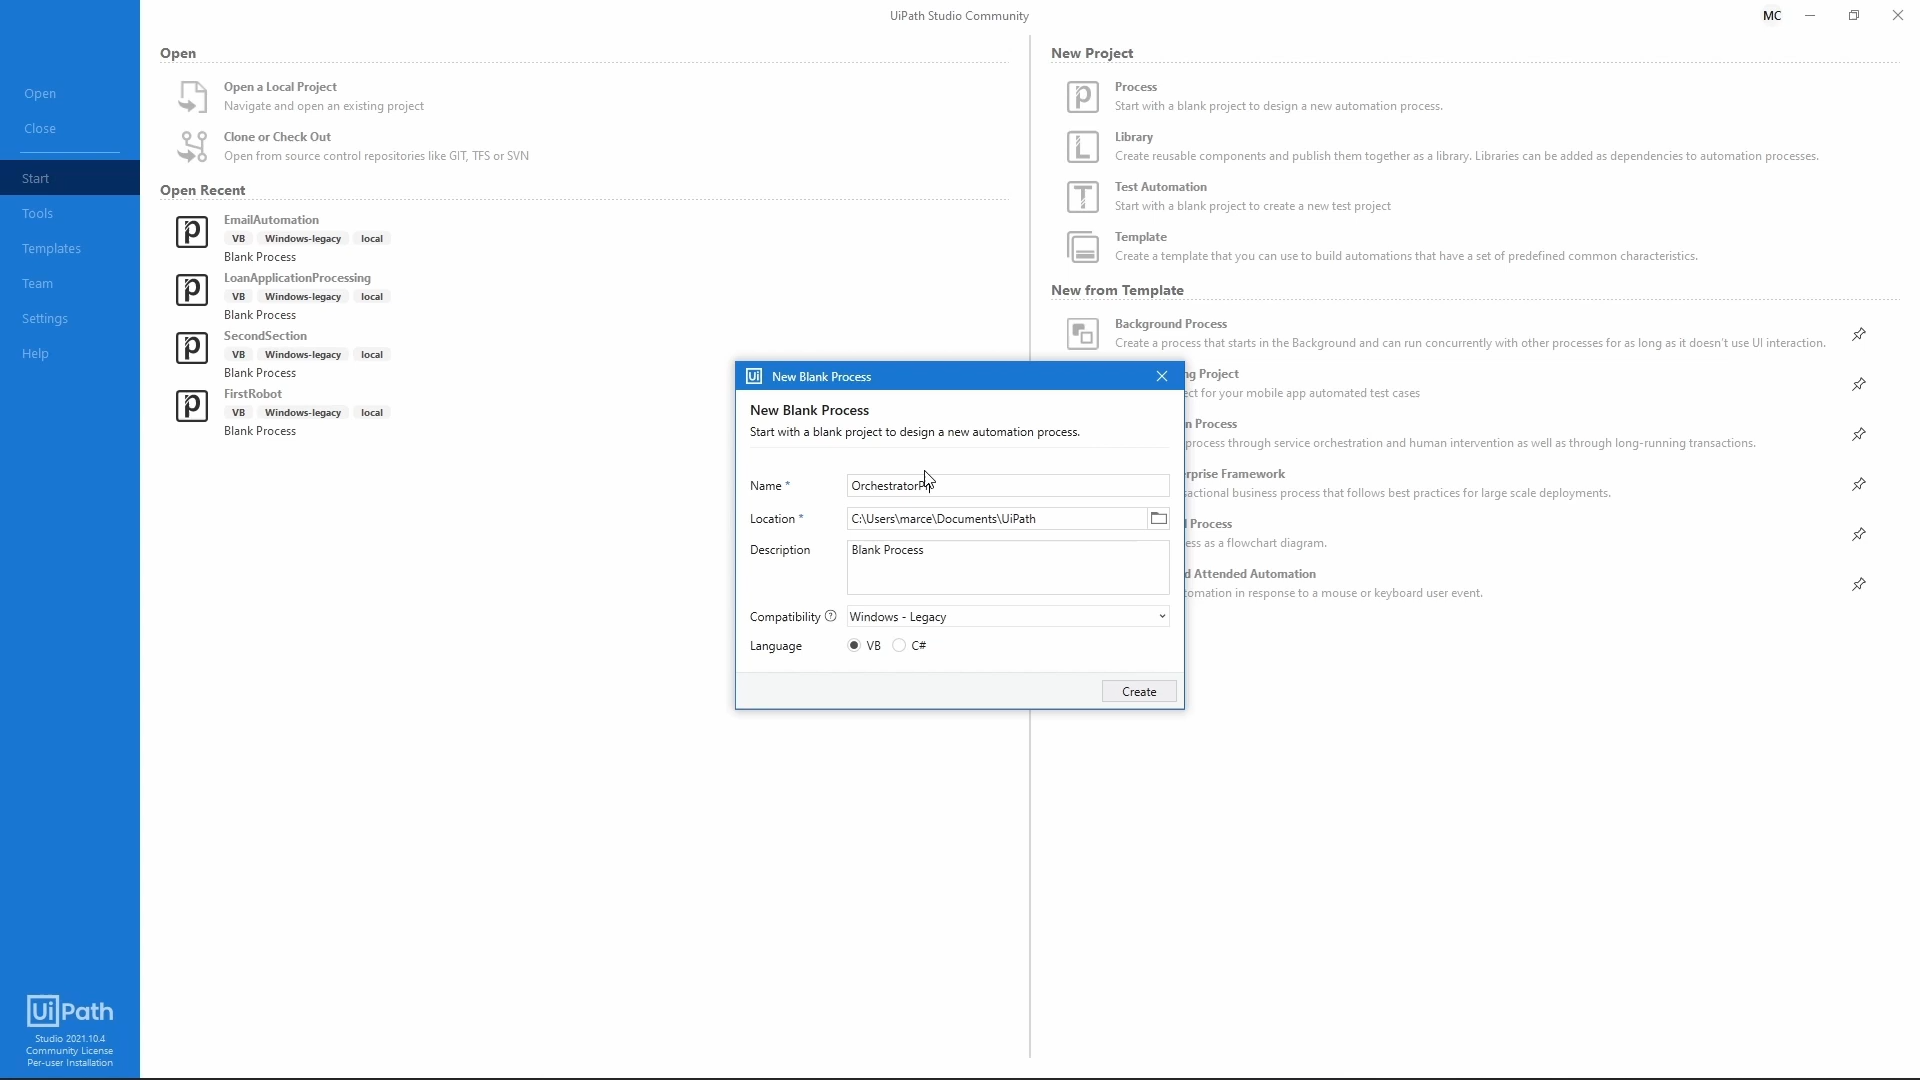 UiPath Studio Community
MC
Open
Close
Start
Tools
Templates
Team
Settings
Help
UiPath
Studio 2021.10.4
Community License
Per-user Installation
Open
Open a Local Project
Navigate and open an existing project
Clone or Check Out
Open from source control repositories like GIT, TFS or SVN
Open Recent
EmailAutomation
VB Windows-legacy local
Blank Process
LoanApplicationProcessing
VB Windows-legacy local
Blank Process
SecondSection
VB Windows-legacy local
Blank Process
FirstRobot
VB Windows-legacy local
Blank Process
New Project
Process
Start with a blank project to design a new automation process.
Library
Create reusable components and publish them together as a library. Libraries can be added as dependencies to automation processes.
Test Automation
Start with a blank project to create a new test project
Template
Create a template that you can use to build automations that have a set of predefined common characteristics.
New from Template
Background Process
Create a process that starts in the Background and can run concurrently with other processes for as long as it doesn't use UI interaction.
ng Project
ect for your mobile app automated test cases
n Process
process through service orchestration and human intervention as well as through long-running transactions.
rprise Framework
sactional business process that follows best practices for large scale deployments.
l Process
ess as a flowchart diagram.
d Attended Automation
tomation in response to a mouse or keyboard user event.
Ui New Blank Process
New Blank Process
Start with a blank project to design a new automation process.
Name *
Location * C:\Users\marce\Documents\UiPath
Description Blank Process
Compatibility ? Windows - Legacy
Language VB C#
Create